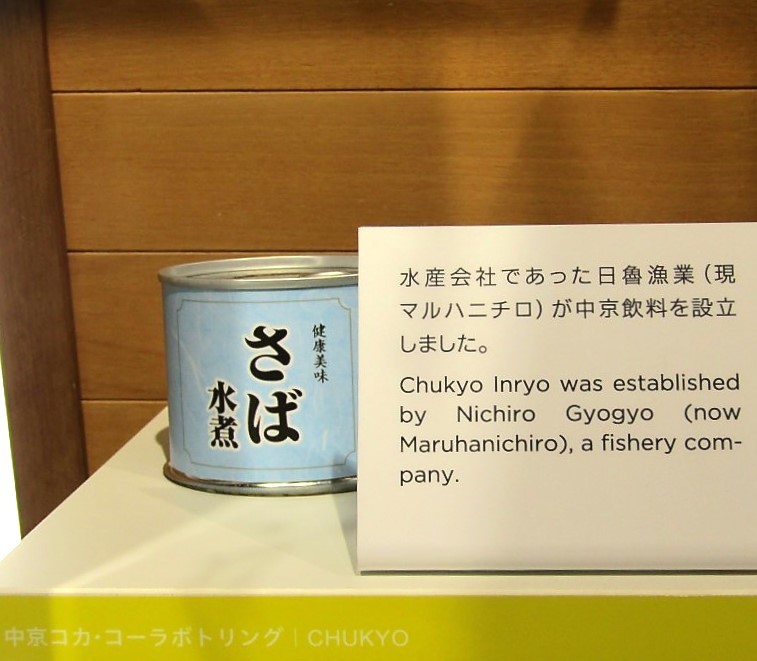 健康美味
さば
水煮
水産会社であった日魯漁業（現
マルハニチロ）が中京飲料を設立
しました。
Chukyo Inryo was established
by Nichiro Gyogyo (now
Maruhanichiro), a fishery com-
pany.
中京コカ・コーラボトリング | CHUKYO